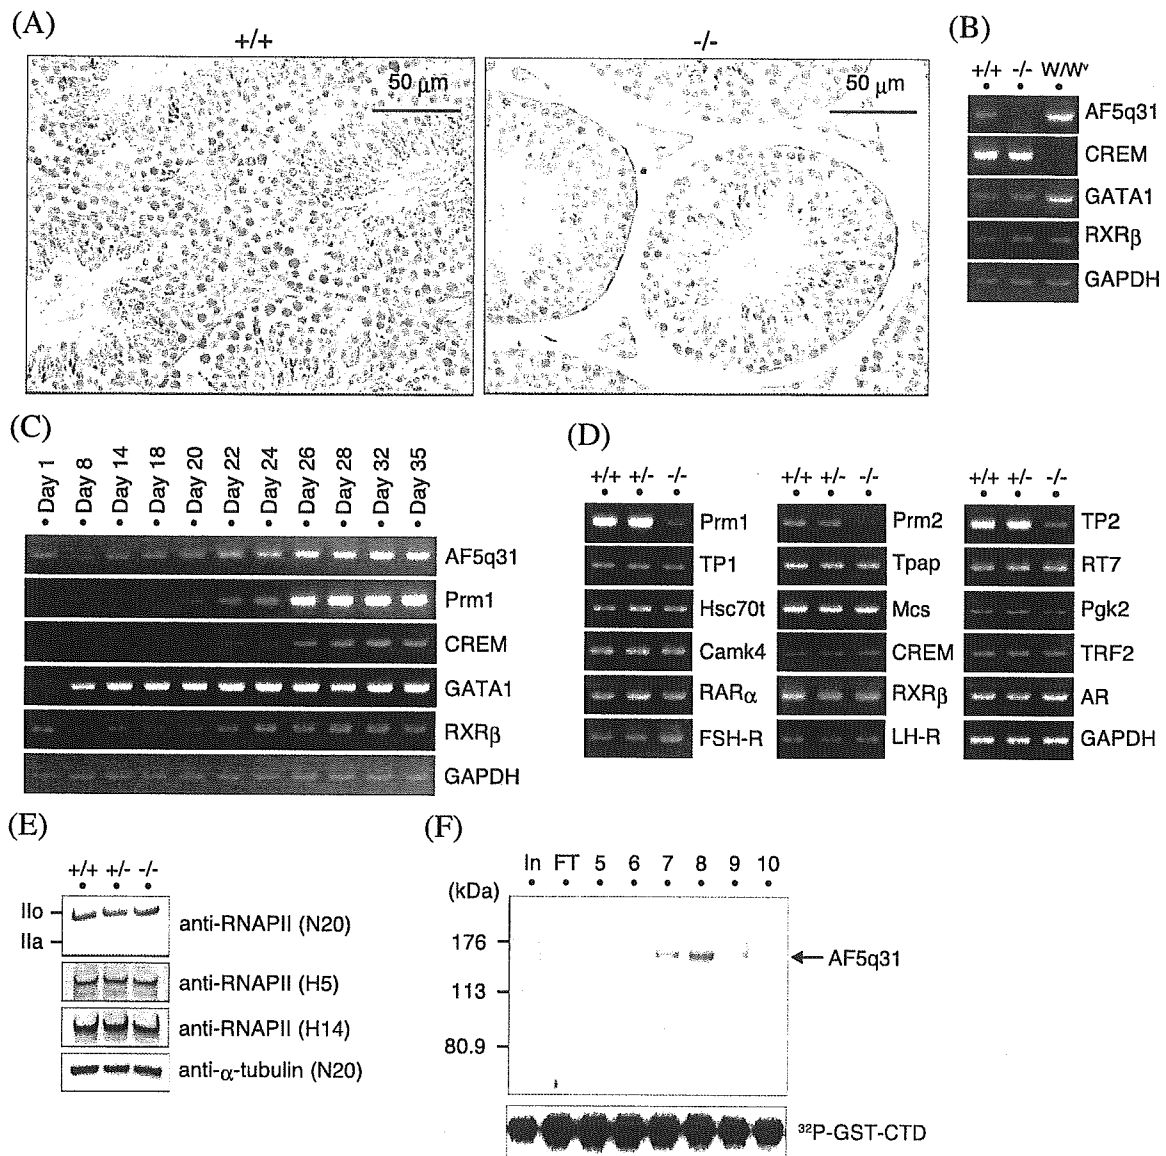 (A)
+/+
-/-
50 μm
50 μm
(B)
+/+ -/- W/Wᵛ
AF5q31
CREM
GATA1
RXRβ
GAPDH
(C)
Day 1
Day 8
Day 14
Day 18
Day 20
Day 22
Day 24
Day 26
Day 28
Day 32
Day 35
AF5q31
Prm1
CREM
GATA1
RXRβ
GAPDH
(D)
+/+ +/- -/-
+/+ +/- -/-
+/+ +/- -/-
Prm1
Prm2
TP2
TP1
Tpap
RT7
Hsc70t
Mcs
Pgk2
Camk4
CREM
TRF2
RARα
RXRβ
AR
FSH-R
LH-R
GAPDH
(E)
+/+ +/- -/-
IIo
IIa
anti-RNAPII (N20)
anti-RNAPII (H5)
anti-RNAPII (H14)
anti-α-tubulin (N20)
(F)
In FT 5 6 7 8 9 10
(kDa)
176
113
80.9
AF5q31
³²P-GST-CTD